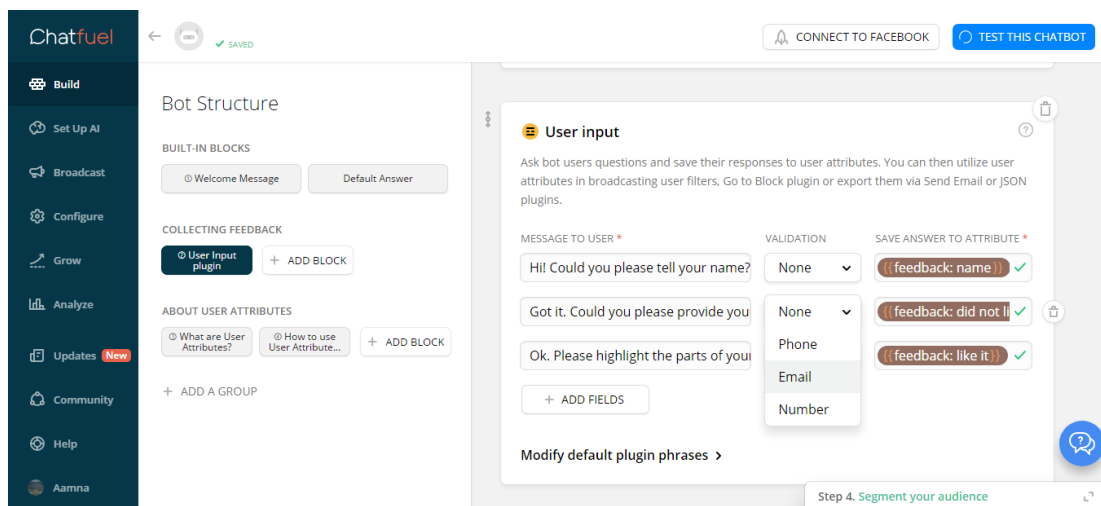 Chatfuel
SAVED
CONNECT TO FACEBOOK
TEST THIS CHATBOT
Build
Set Up AI
Broadcast
Configure
Grow
Analyze
Updates New
Community
Help
Aamna
Bot Structure
BUILT-IN BLOCKS
Welcome Message
Default Answer
COLLECTING FEEDBACK
User Input
plugin
+ ADD BLOCK
ABOUT USER ATTRIBUTES
What are User
Attributes?
How to use
User Attribute...
+ ADD BLOCK
+ ADD A GROUP
User input
?
Ask bot users questions and save their responses to user attributes. You can then utilize user
attributes in broadcasting user filters, Go to Block plugin or export them via Send Email or JSON
plugins.
MESSAGE TO USER *
VALIDATION
SAVE ANSWER TO ATTRIBUTE *
Hi! Could you please tell your name?
None
{{feedback: name}}
Got it. Could you please provide you
None
{{feedback: did not li
Phone
Ok. Please highlight the parts of your
Email
{{feedback: like it}}
Number
+ ADD FIELDS
Modify default plugin phrases >
Step 4. Segment your audience